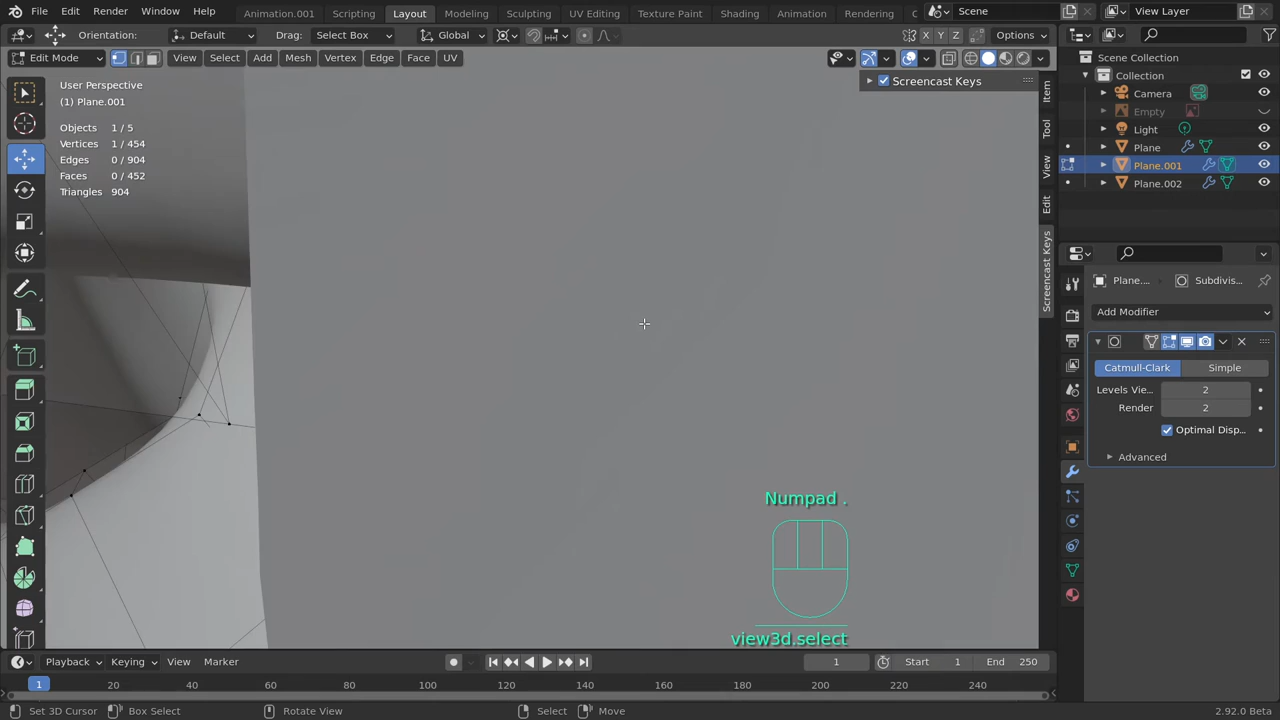 File Edit Render Window Help Animation.001 Scripting Layout Modeling Sculpting UV Editing Texture Paint Shading Animation Rendering C Scene View Layer
Orientation: Default Drag: Select Box Global X Y Z Options
Edit Mode View Select Add Mesh Vertex Edge Face UV
User Perspective
(1) Plane.001
Objects 1 / 5
Vertices 1 / 454
Edges 0 / 904
Faces 0 / 452
Triangles 904
Screencast Keys
Item
Tool
View
Edit
Screencast Keys
Numpad .
view3d.select
Scene Collection
Collection
Camera
Empty
Light
Plane
Plane.001
Plane.002
Plane.... Subdivis...
Add Modifier
Catmull-Clark Simple
Levels Vie... 2
Render 2
Optimal Disp...
Advanced
Playback Keying View Marker 1 Start 1 End 250
1 20 40 60 80 100 120 140 160 180 200 220 240
Set 3D Cursor Box Select Rotate View Select Move 2.92.0 Beta